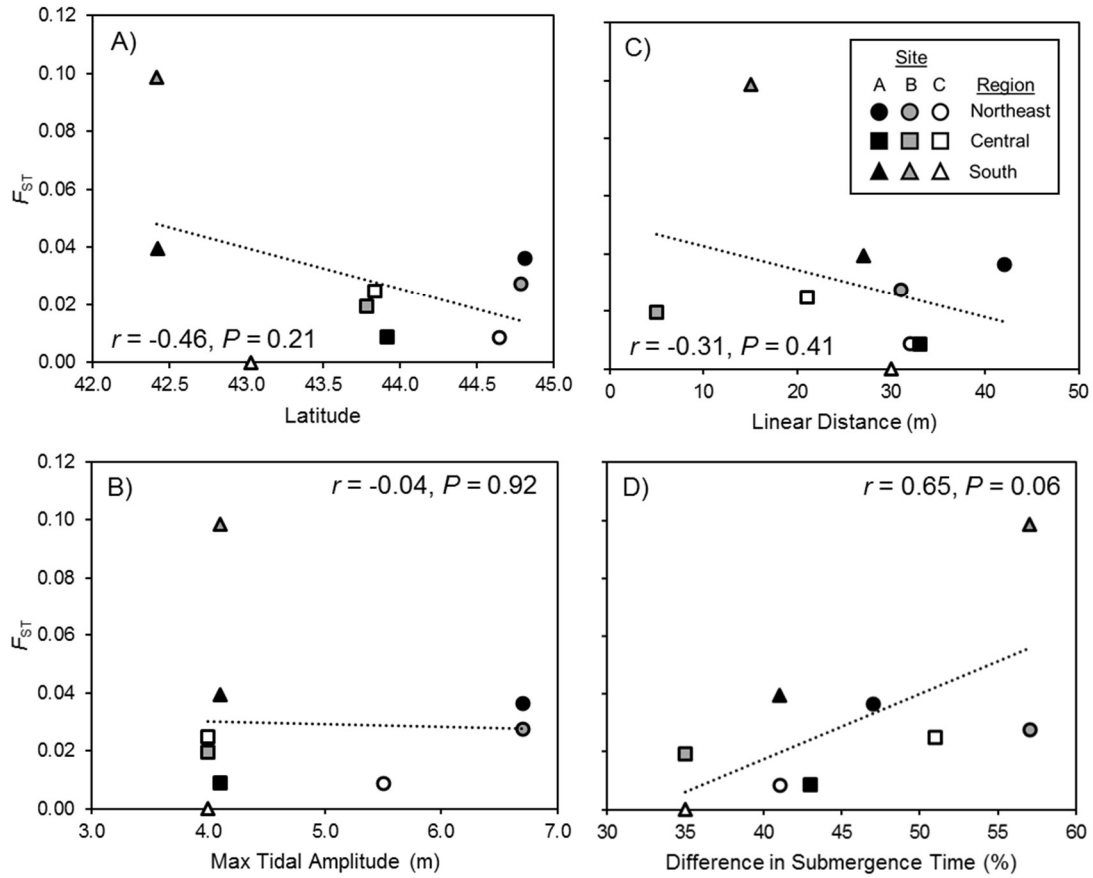 A)
0.12
0.10
0.08
0.06
0.04
0.02
0.00
F_ST
r = -0.46, P = 0.21
42.0 42.5 43.0 43.5 44.0 44.5 45.0
Latitude
C)
Site
A B C Region
Northeast
Central
South
r = -0.31, P = 0.41
0 10 20 30 40 50
Linear Distance (m)
B)
r = -0.04, P = 0.92
0.12
0.10
0.08
0.06
0.04
0.02
0.00
F_ST
3.0 4.0 5.0 6.0 7.0
Max Tidal Amplitude (m)
D)
r = 0.65, P = 0.06
30 35 40 45 50 55 60
Difference in Submergence Time (%)